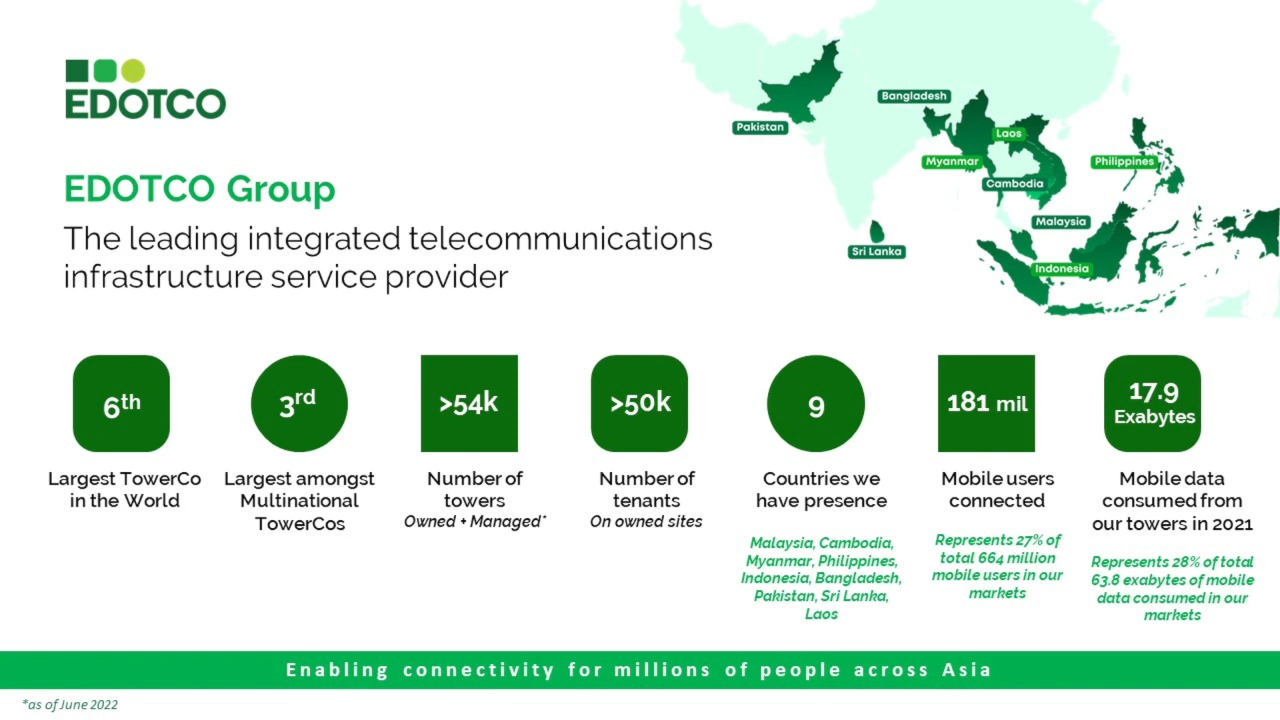 EDOTCO
EDOTCO Group
The leading integrated telecommunications
infrastructure service provider
Pakistan
Bangladesh
Laos
Myanmar
Philippines
Cambodia
Malaysia
Sri Lanka
Indonesia
6th
Largest TowerCo
in the World
3rd
Largest amongst
Multinational
TowerCos
>54k
Number of
towers
Owned + Managed*
>50k
Number of
tenants
On owned sites
9
Countries we
have presence
Malaysia, Cambodia,
Myanmar, Philippines,
Indonesia, Bangladesh,
Pakistan, Sri Lanka,
Laos
181 mil
Mobile users
connected
Represents 27% of
total 664 million
mobile users in our
markets
17.9
Exabytes
Mobile data
consumed from
our towers in 2021
Represents 28% of total
63.8 exabytes of mobile
data consumed in our
markets
Enabling connectivity for millions of people across Asia
*as of June 2022